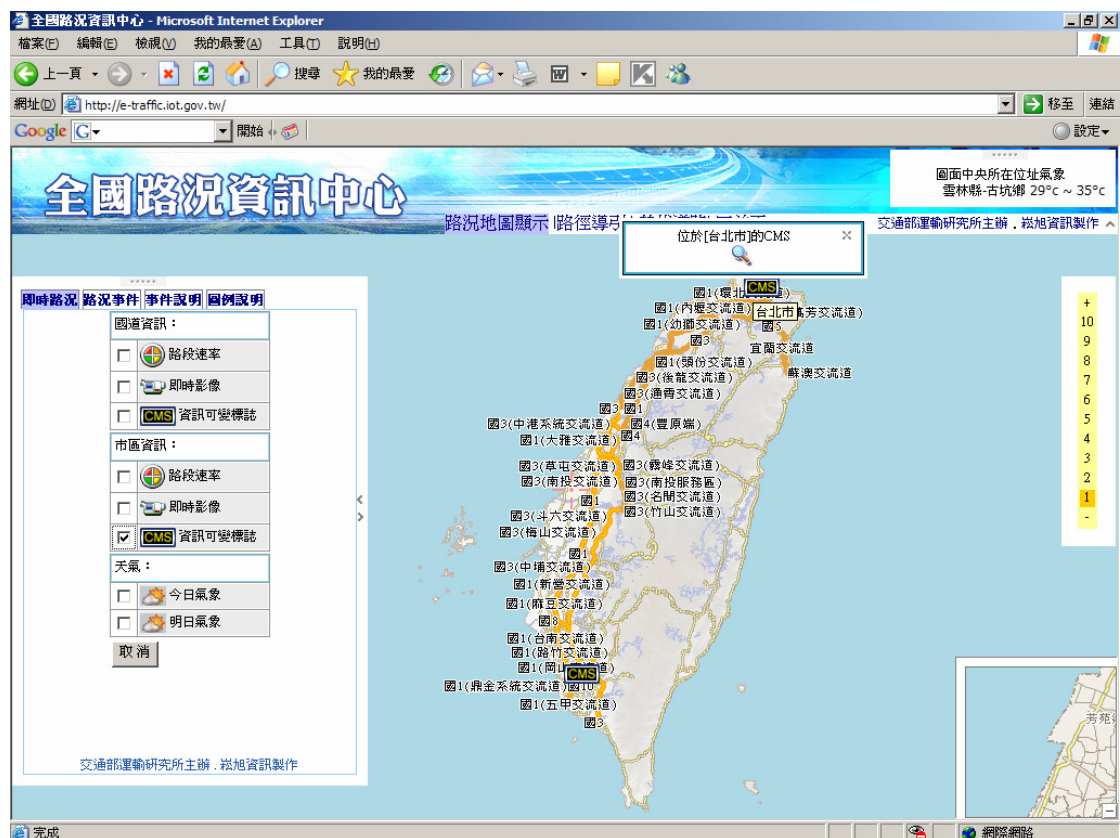 全國路況資訊中心 - Microsoft Internet Explorer
檔案(F) 編輯(E) 檢視(V) 我的最愛(A) 工具(T) 說明(H)
上一頁 搜尋 我的最愛
網址(D) http://e-traffic.iot.gov.tw/ 移至 連結
Google G 開始 設定
全國路況資訊中心
圖面中央所在位址氣象
雲林縣-古坑鄉 29°c ~ 35°c
路況地圖顯示 |路徑導引
交通部運輸研究所主辦 . 崧旭資訊製作
位於[台北市]的CMS
即時路況 路況事件 事件說明 圖例說明
國道資訊：
路段速率
即時影像
CMS 資訊可變標誌
市區資訊：
路段速率
即時影像
CMS 資訊可變標誌
天氣：
今日氣象
明日氣象
取消
交通部運輸研究所主辦 . 崧旭資訊製作
國1(環北
CMS
國1(內壢交流道)
台北市
萬芳交流道)
國1(幼獅交流道)
國5
國3
宜蘭交流道
國1(頭份交流道)
國3(後龍交流道)
蘇澳交流道
國3(通霄交流道)
國3 國1
國3(中港系統交流道)
國4(豐原端)
國1(大雅交流道)
國4
國3(草屯交流道)
國3(霧峰交流道)
國3(南投交流道)
國3(南投服務區)
國1
國3(名間交流道)
國3(斗六交流道)
國3(竹山交流道)
國3(梅山交流道)
國1
國3(中埔交流道)
國1(新營交流道)
國1(麻豆交流道)
國8
國1(台南交流道)
國1(路竹交流道)
國1(岡山
CMS
道)
國1(鼎金系統交流道)
國10
國1(五甲交流道)
國3
+
10
9
8
7
6
5
4
3
2
1
-
芳苑
完成 網際網路